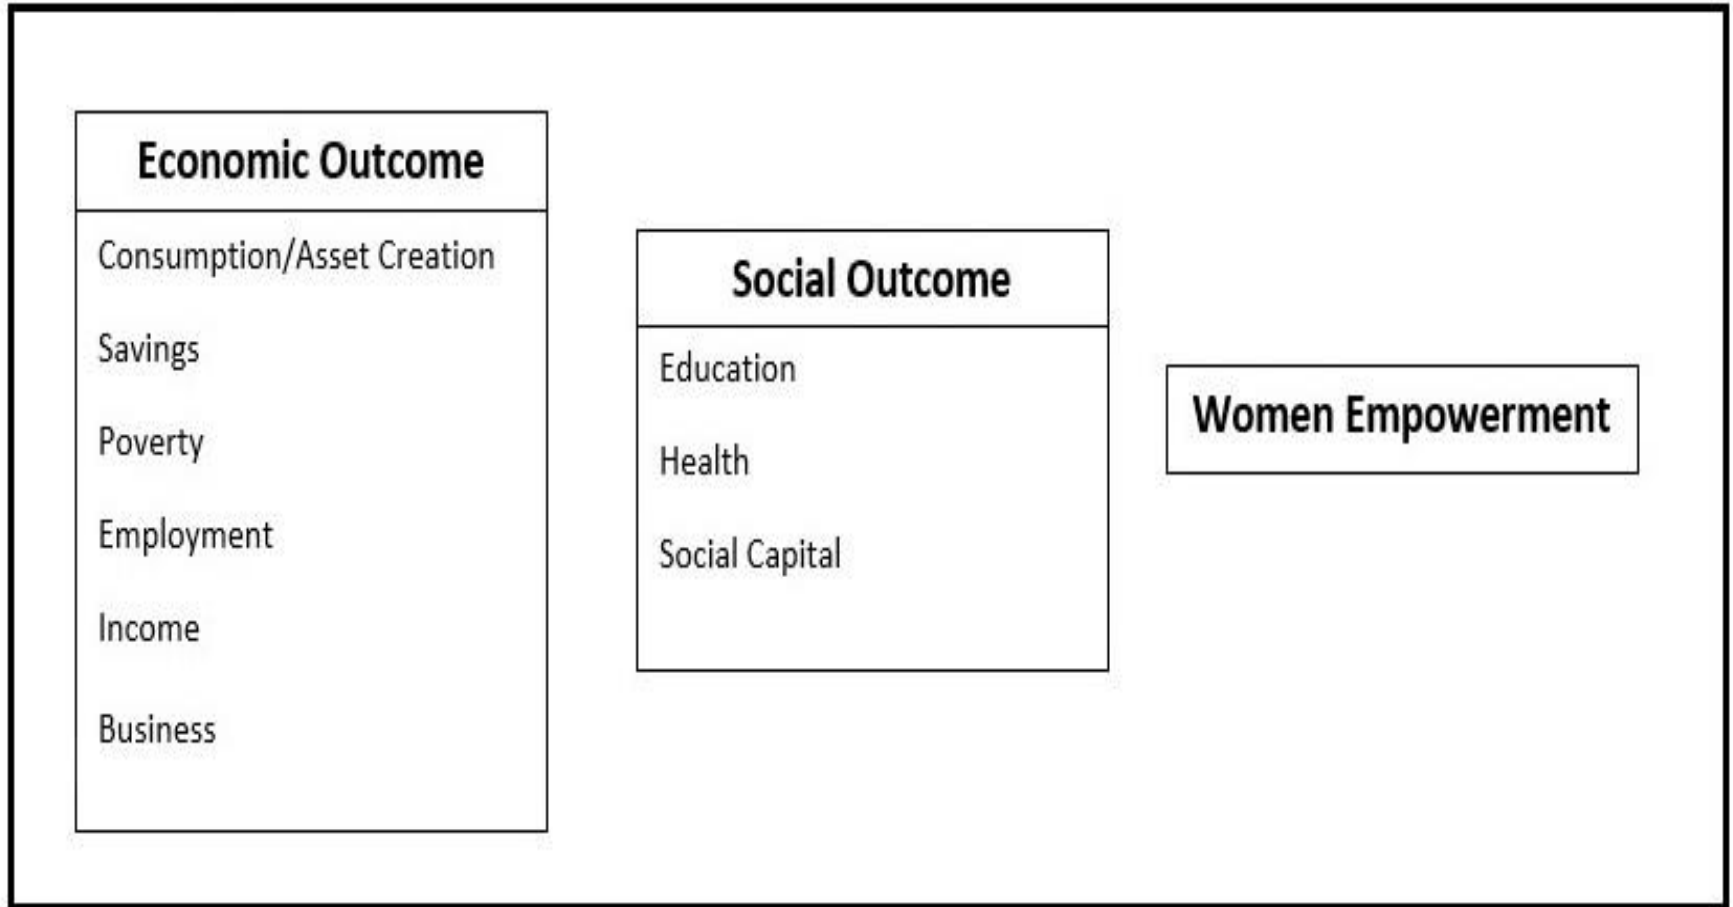 Economic Outcome
Consumption/Asset Creation
Savings
Poverty
Employment
Income
Business
Social Outcome
Education
Health
Social Capital
Women Empowerment